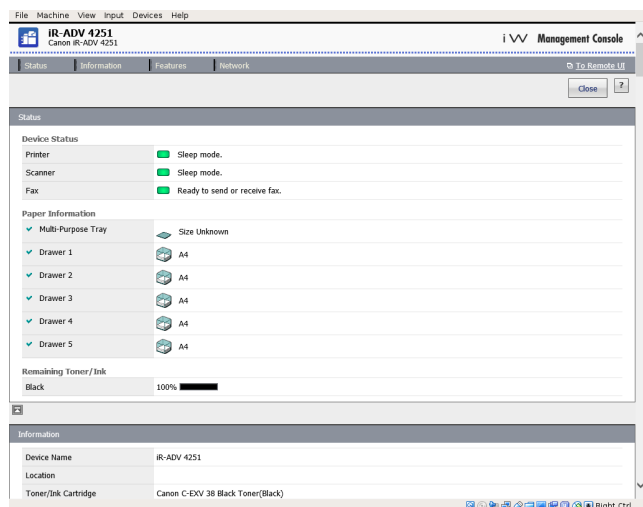 File Machine View Input Devices Help
iR-ADV 4251
Canon iR-ADV 4251
i W Management Console
Status Information Features Network To Remote UI
Close ?
Status
Device Status
Printer Sleep mode.
Scanner Sleep mode.
Fax Ready to send or receive fax.
Paper Information
Multi-Purpose Tray Size Unknown
Drawer 1 A4
Drawer 2 A4
Drawer 3 A4
Drawer 4 A4
Drawer 5 A4
Remaining Toner/Ink
Black 100%
Information
Device Name iR-ADV 4251
Location
Toner/Ink Cartridge Canon C-EXV 38 Black Toner(Black)
Right Ctrl